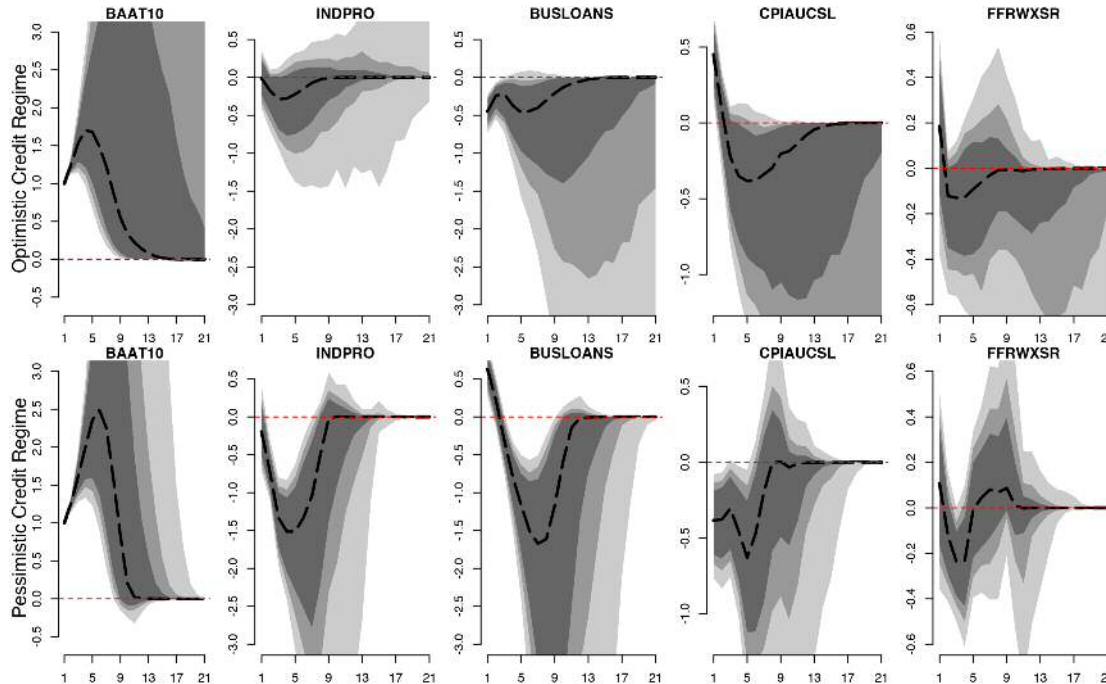 BAAT10 INDPRO BUSLOANS CPIAUCSL FFRWXSR
Optimistic Credit Regime
3.0 2.5 2.0 1.5 1.0 0.5 0.0 -0.5
0.5 0.0 -0.5 -1.0 -1.5 -2.0 -2.5 -3.0
0.5 0.0 -0.5 -1.0 -1.5 -2.0 -2.5 -3.0
0.5 0.0 -0.5 -1.0
0.6 0.4 0.2 0.0 -0.2 -0.4 -0.6
1 5 9 13 17 21 1 5 9 13 17 21 1 5 9 13 17 21 1 5 9 13 17 21 1 5 9 13 17 2
BAAT10 INDPRO BUSLOANS CPIAUCSL FFRWXSR
Pessimistic Credit Regime
3.0 2.5 2.0 1.5 1.0 0.5 0.0 -0.5
0.5 0.0 -0.5 -1.0 -1.5 -2.0 -2.5 -3.0
0.5 0.0 -0.5 -1.0 -1.5 -2.0 -2.5 -3.0
0.5 0.0 -0.5 -1.0
0.6 0.4 0.2 0.0 -0.2 -0.4 -0.6
1 5 9 13 17 21 1 5 9 13 17 21 1 5 9 13 17 21 1 5 9 13 17 21 1 5 9 13 17 2